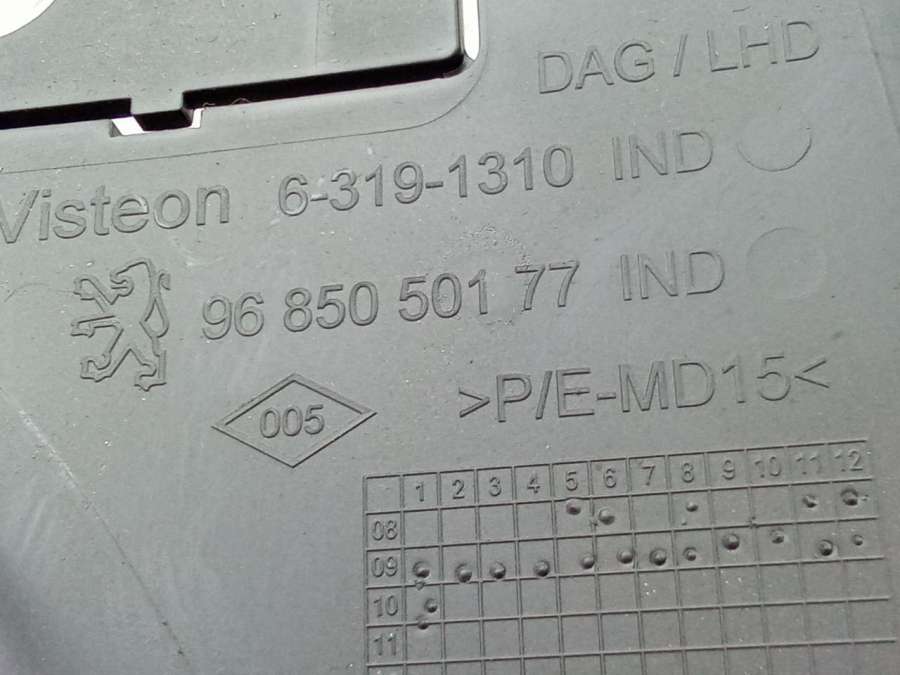 DAG / LHD
Visteon 6-319-1310 IND
96 850 501 77 IND
005
>P/E-MD15<
1 2 3 4 5 6 7 8 9 10 11 12
08
09
10
11